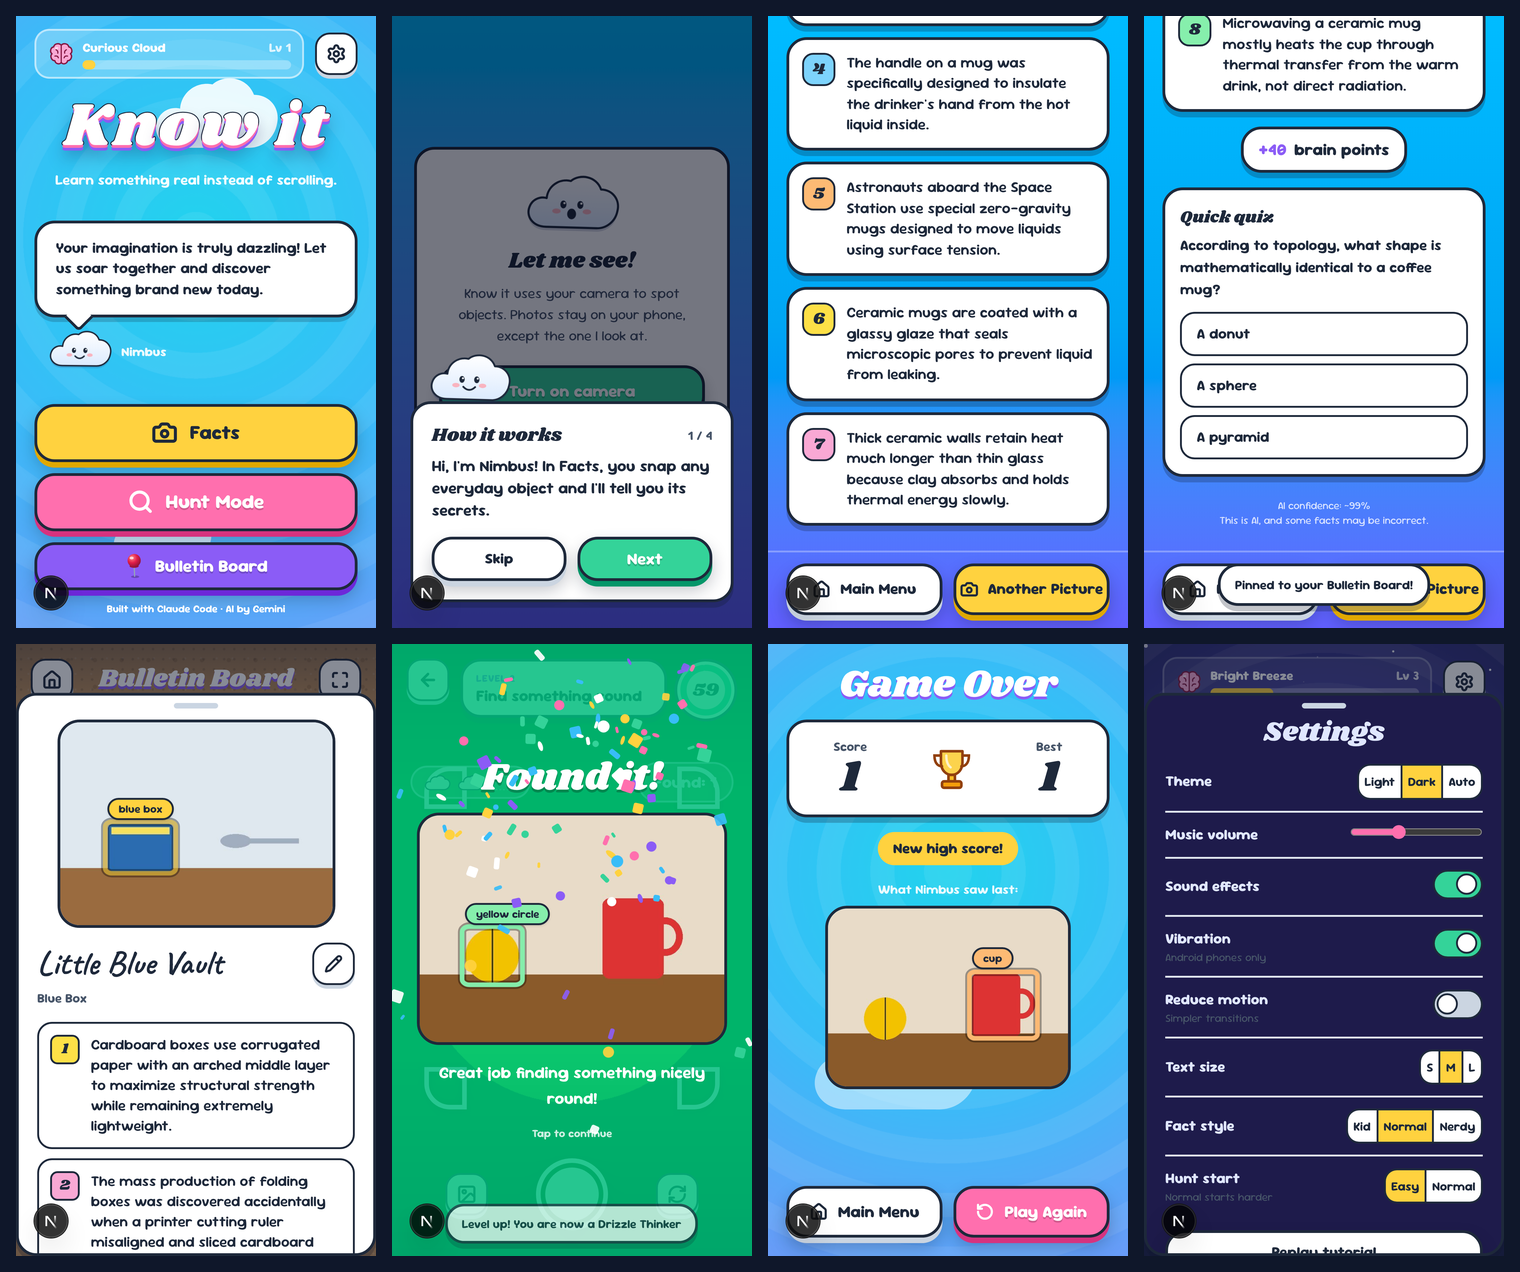 Curious Cloud
Lv 1
Know it
Learn something real instead of scrolling.
Your imagination is truly dazzling! Let
us soar together and discover
something brand new today.
Nimbus
Facts
Hunt Mode
Bulletin Board
N
Built with Claude Code · AI by Gemini
Let me see!
Know it uses your camera to spot
objects. Photos stay on your phone,
except the one I look at.
Turn on camera
How it works
1 / 4
Hi, I'm Nimbus! In Facts, you snap any
everyday object and I'll tell you its
secrets.
Skip
Next
N
4
The handle on a mug was
specifically designed to insulate
the drinker's hand from the hot
liquid inside.
5
Astronauts aboard the Space
Station use special zero-gravity
mugs designed to move liquids
using surface tension.
6
Ceramic mugs are coated with a
glassy glaze that seals
microscopic pores to prevent liquid
from leaking.
7
Thick ceramic walls retain heat
much longer than thin glass
because clay absorbs and holds
thermal energy slowly.
N
Main Menu
Another Picture
8
Microwaving a ceramic mug
mostly heats the cup through
thermal transfer from the warm
drink, not direct radiation.
+40 brain points
Quick quiz
According to topology, what shape is
mathematically identical to a coffee
mug?
A donut
A sphere
A pyramid
AI confidence: ~99%
This is AI, and some facts may be incorrect.
N
Pinned to your Bulletin Board!
Picture
Bulletin Board
blue box
Little Blue Vault
Blue Box
1
Cardboard boxes use corrugated
paper with an arched middle layer
to maximize structural strength
while remaining extremely
lightweight.
2
The mass production of folding
boxes was discovered accidentally
when a printer cutting ruler
misaligned and sliced cardboard
N
LEVEL
Find something round
59
Found it!
round!
yellow circle
Great job finding something nicely
round!
Tap to continue
N
Level up! You are now a Drizzle Thinker
Game Over
Score
1
Best
1
New high score!
What Nimbus saw last:
cup
N
Main Menu
Play Again
Bright Breeze
Lv 3
Settings
Theme
Light
Dark
Auto
Music volume
Sound effects
Vibration
Android phones only
Reduce motion
Simpler transitions
Text size
S
M
L
Fact style
Kid
Normal
Nerdy
Hunt start
Normal starts harder
Easy
Normal
N
Replay tutorial